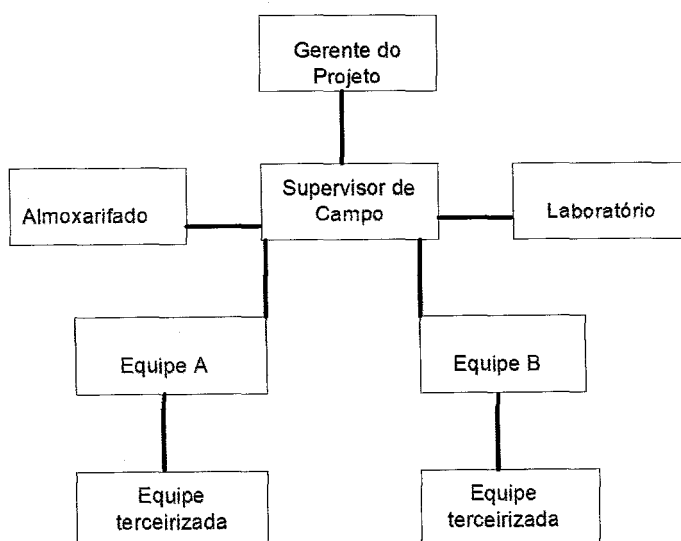 Gerente do
Projeto
Supervisor de
Campo
Almoxarifado
Laboratório
Equipe A
Equipe B
Equipe
terceirizada
Equipe
terceirizada